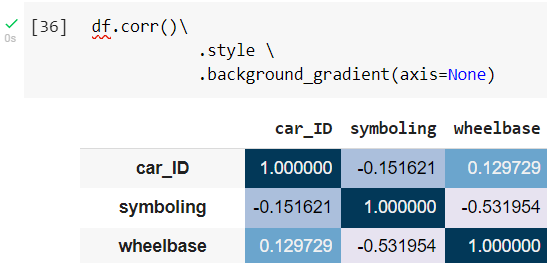 [36] df.corr()\
.style \
.background_gradient(axis=None)
0s
car_ID symboling wheelbase
car_ID 1.000000 -0.151621 0.129729
symboling -0.151621 1.000000 -0.531954
wheelbase 0.129729 -0.531954 1.000000